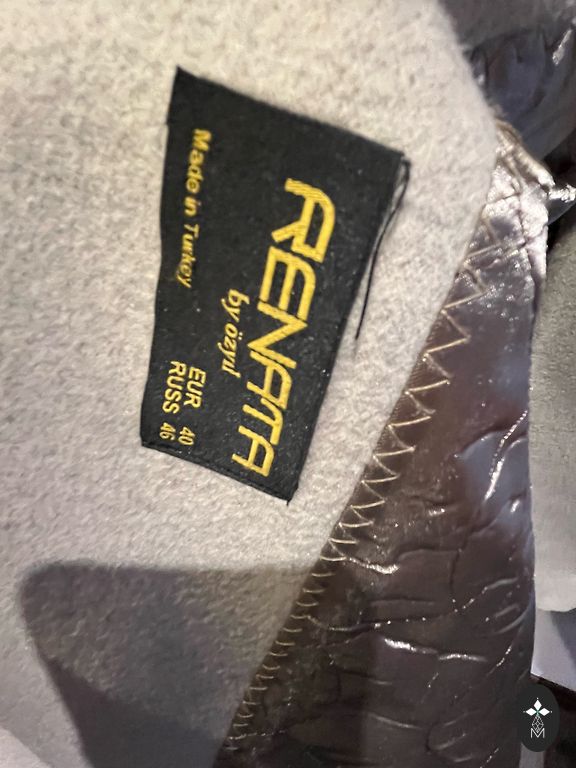 RENATA
by özyıl
Made in Turkey
EUR 40
RUSS 46
M